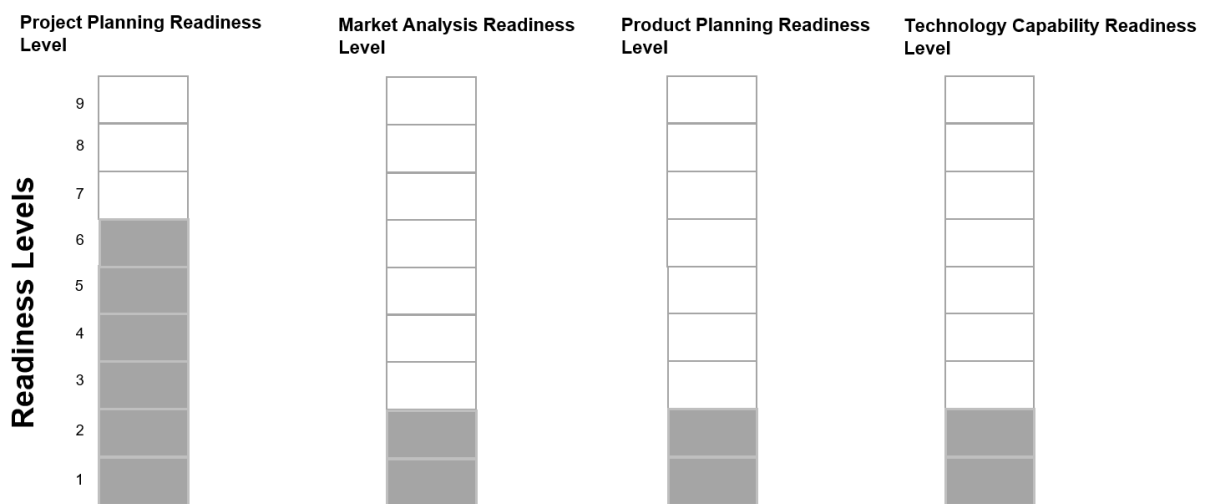 Project Planning Readiness
Level
Market Analysis Readiness
Level
Product Planning Readiness
Level
Technology Capability Readiness
Level
Readiness Levels
9
8
7
6
5
4
3
2
1